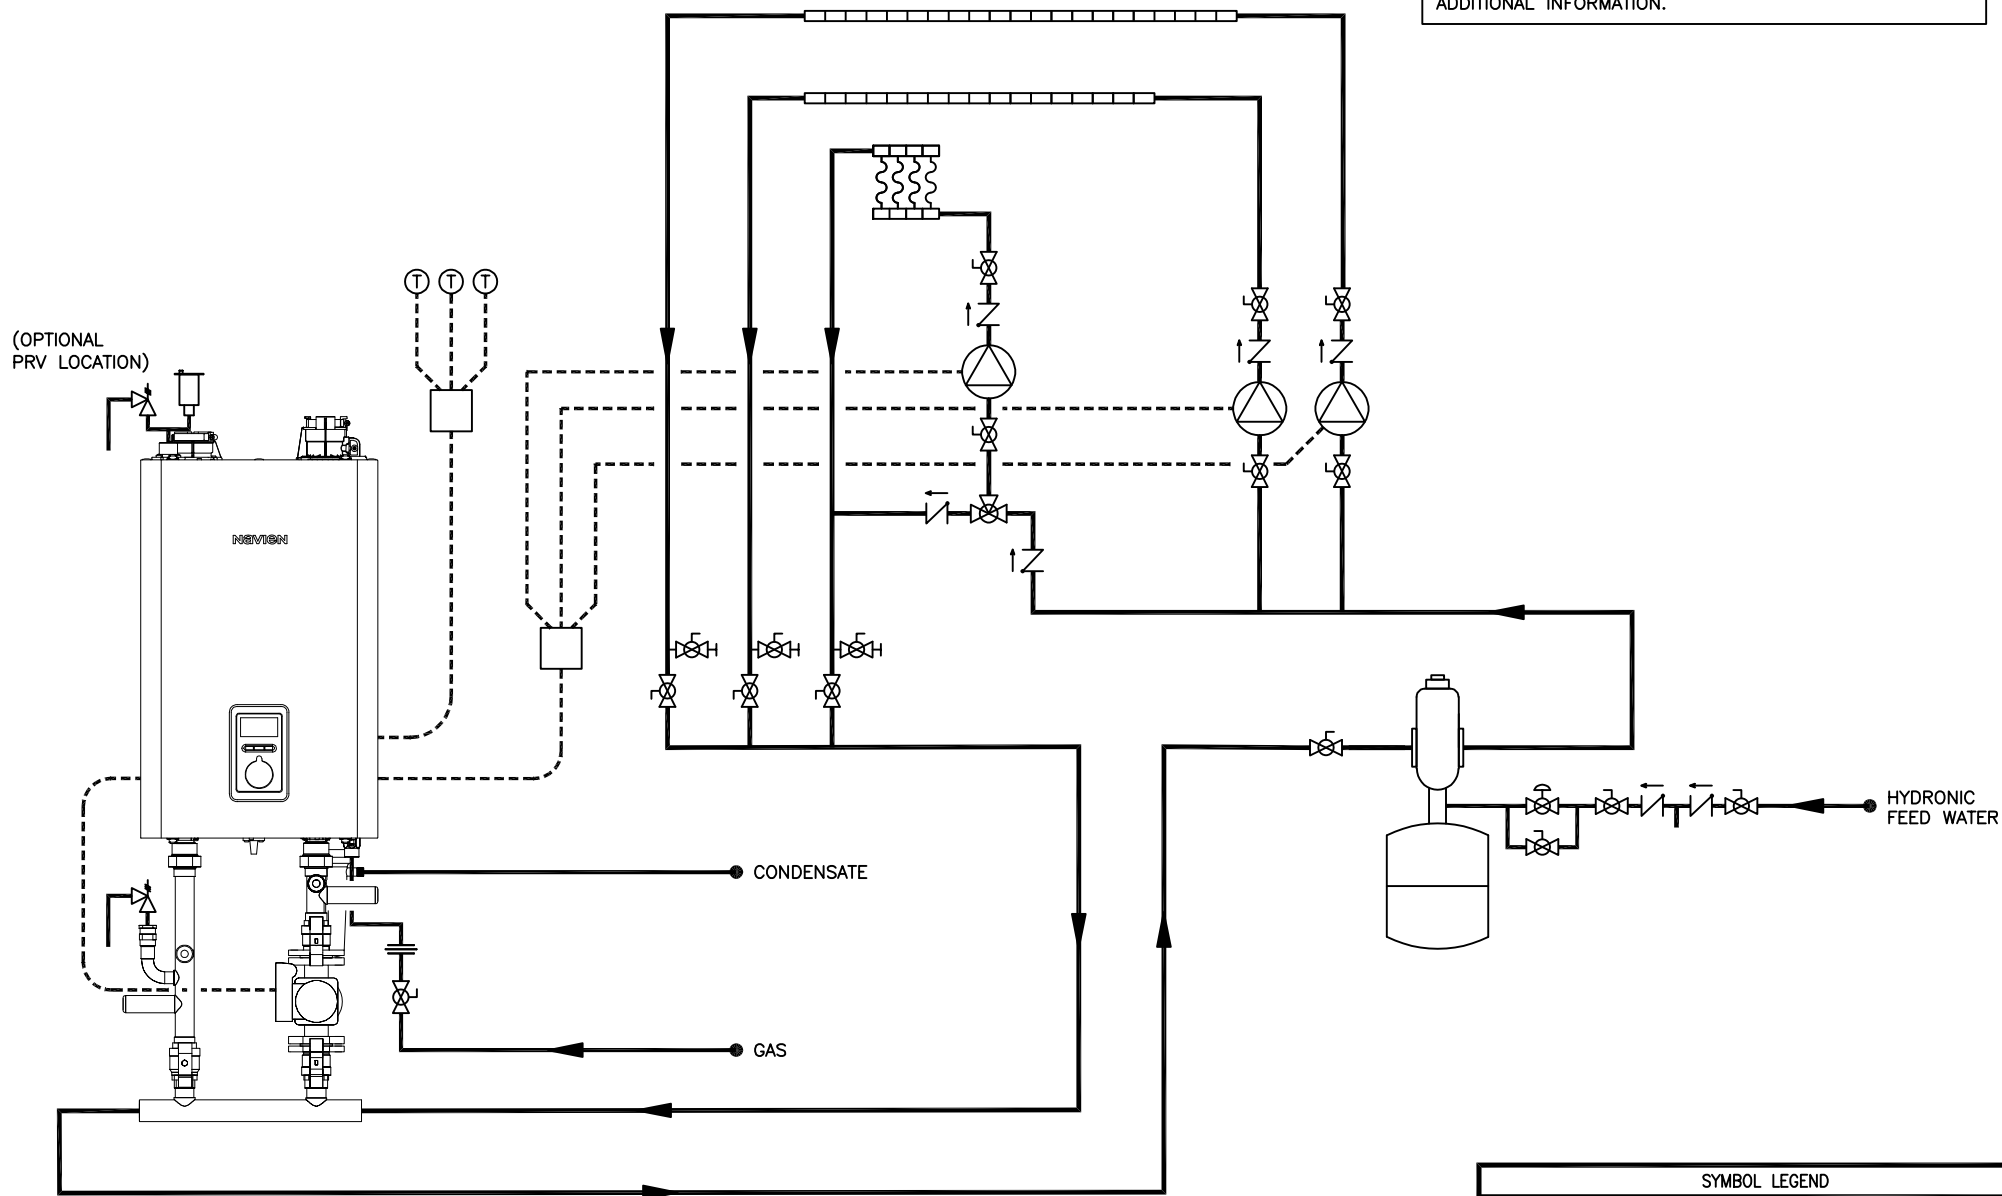 ADDITIONAL INFORMATION.
T T T
(OPTIONAL
PRV LOCATION)
NAVIEN
HYDRONIC
FEED WATER
CONDENSATE
GAS
SYMBOL LEGEND